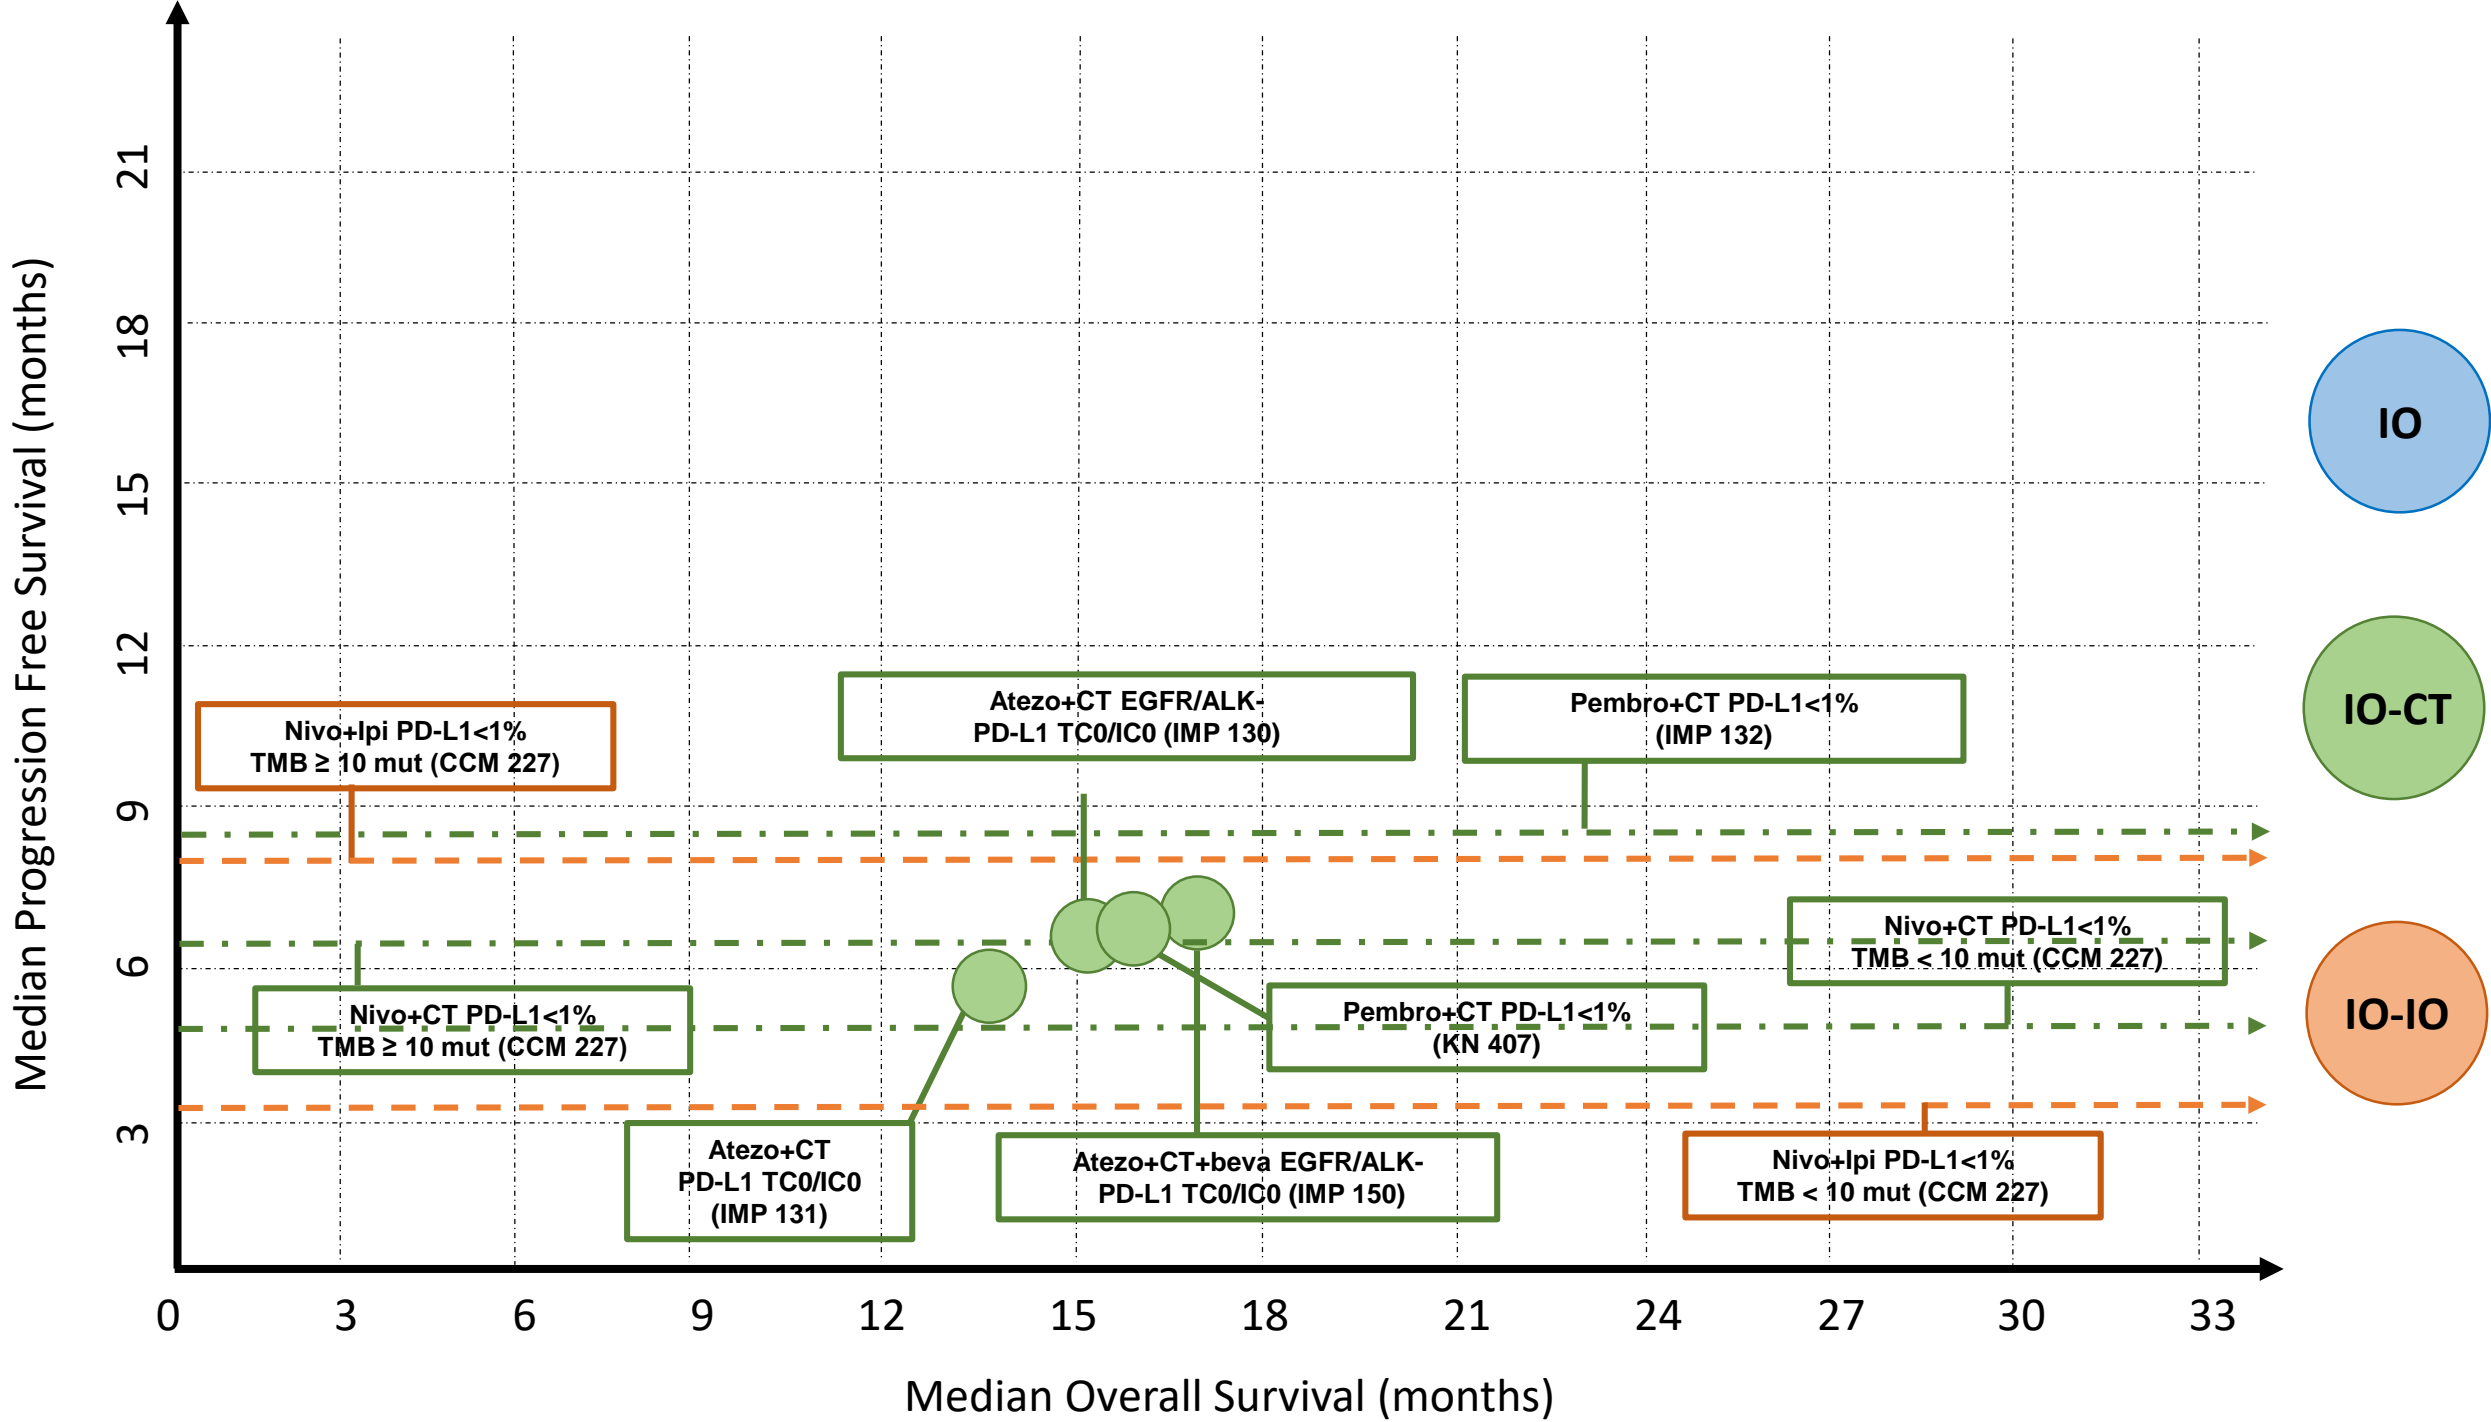 Median Progression Free Survival (months)
21
18
15
12
9
6
3
Nivo+Ipi PD-L1<1%
TMB ≥ 10 mut (CCM 227)
Atezo+CT EGFR/ALK-
PD-L1 TC0/IC0 (IMP 130)
Pembro+CT PD-L1<1%
(IMP 132)
Nivo+CT PD-L1<1%
TMB < 10 mut (CCM 227)
Nivo+CT PD-L1<1%
TMB ≥ 10 mut (CCM 227)
Pembro+CT PD-L1<1%
(KN 407)
Atezo+CT
PD-L1 TC0/IC0
(IMP 131)
Atezo+CT+beva EGFR/ALK-
PD-L1 TC0/IC0 (IMP 150)
Nivo+Ipi PD-L1<1%
TMB < 10 mut (CCM 227)
IO
IO-CT
IO-IO
0 3 6 9 12 15 18 21 24 27 30 33
Median Overall Survival (months)